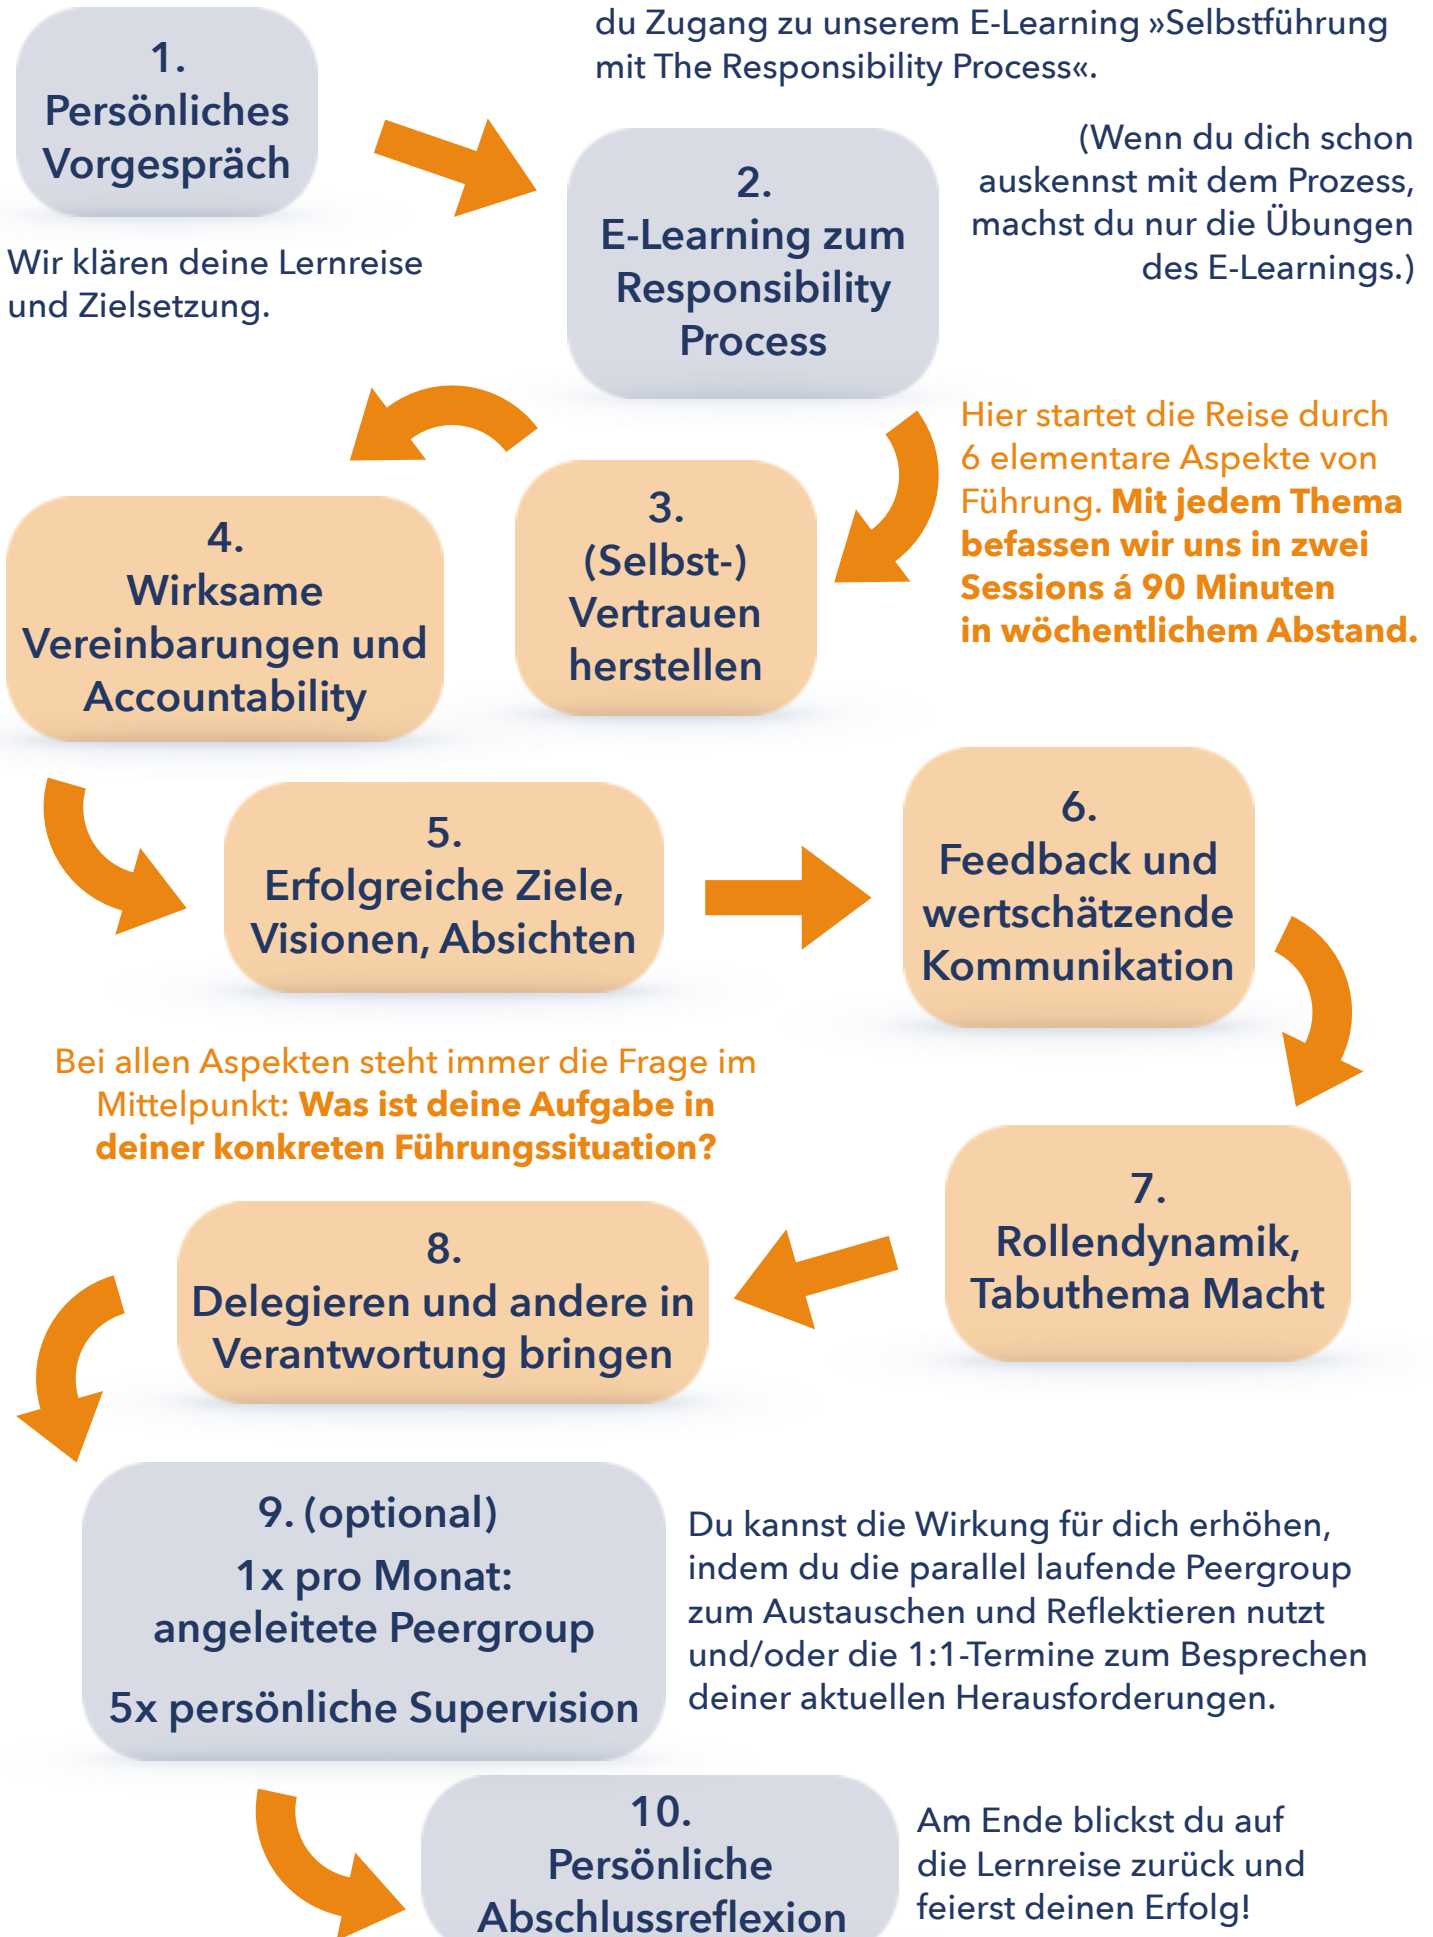 1.
Persönliches
Vorgespräch
Wir klären deine Lernreise
und Zielsetzung.
du Zugang zu unserem E-Learning »Selbstführung
mit The Responsibility Process«.
2.
E-Learning zum
Responsibility
Process
(Wenn du dich schon
auskennst mit dem Prozess,
machst du nur die Übungen
des E-Learnings.)
Hier startet die Reise durch
6 elementare Aspekte von
Führung. Mit jedem Thema
befassen wir uns in zwei
Sessions á 90 Minuten
in wöchentlichem Abstand.
3.
(Selbst-)
Vertrauen
herstellen
4.
Wirksame
Vereinbarungen und
Accountability
5.
Erfolgreiche Ziele,
Visionen, Absichten
6.
Feedback und
wertschätzende
Kommunikation
Bei allen Aspekten steht immer die Frage im
Mittelpunkt: Was ist deine Aufgabe in
deiner konkreten Führungssituation?
7.
Rollendynamik,
Tabuthema Macht
8.
Delegieren und andere in
Verantwortung bringen
9. (optional)
1x pro Monat:
angeleitete Peergroup
5x persönliche Supervision
Du kannst die Wirkung für dich erhöhen,
indem du die parallel laufende Peergroup
zum Austauschen und Reflektieren nutzt
und/oder die 1:1-Termine zum Besprechen
deiner aktuellen Herausforderungen.
10.
Persönliche
Abschlussreflexion
Am Ende blickst du auf
die Lernreise zurück und
feierst deinen Erfolg!